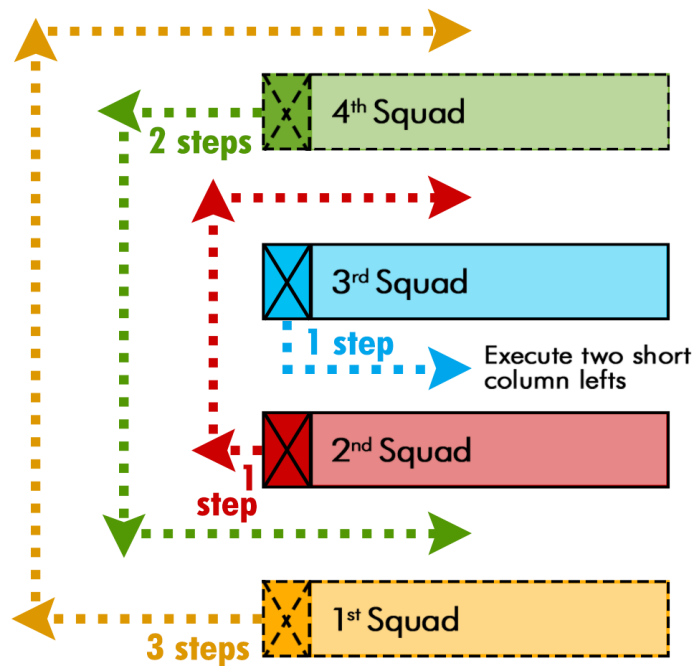 4th Squad
2 steps
3rd Squad
1 step
Execute two short
column lefts
2nd Squad
1
step
1st Squad
3 steps